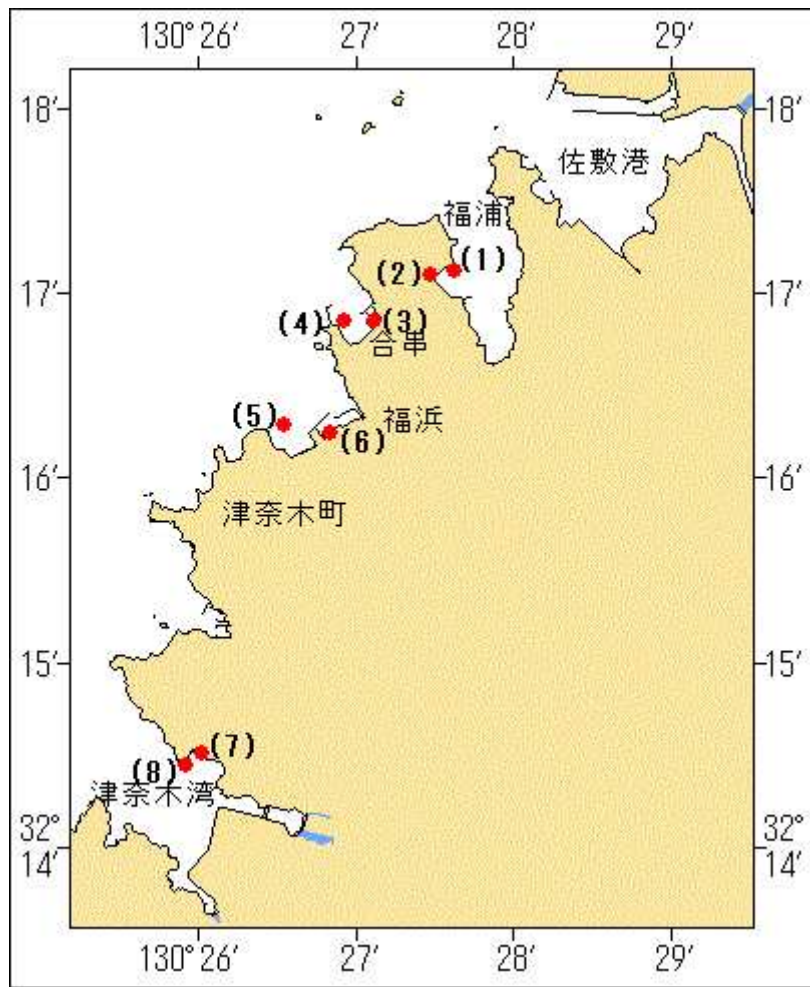 130°26′ 27′ 28′ 29′
18′ 18′
佐敷港
福浦
17′ (2) (1) 17′
(4) (3)
合串
(5) 福浜
(6)
16′ 16′
津奈木町
15′ 15′
(7)
(8)
津奈木湾
32° 32°
14′ 14′
130°26′ 27′ 28′ 29′